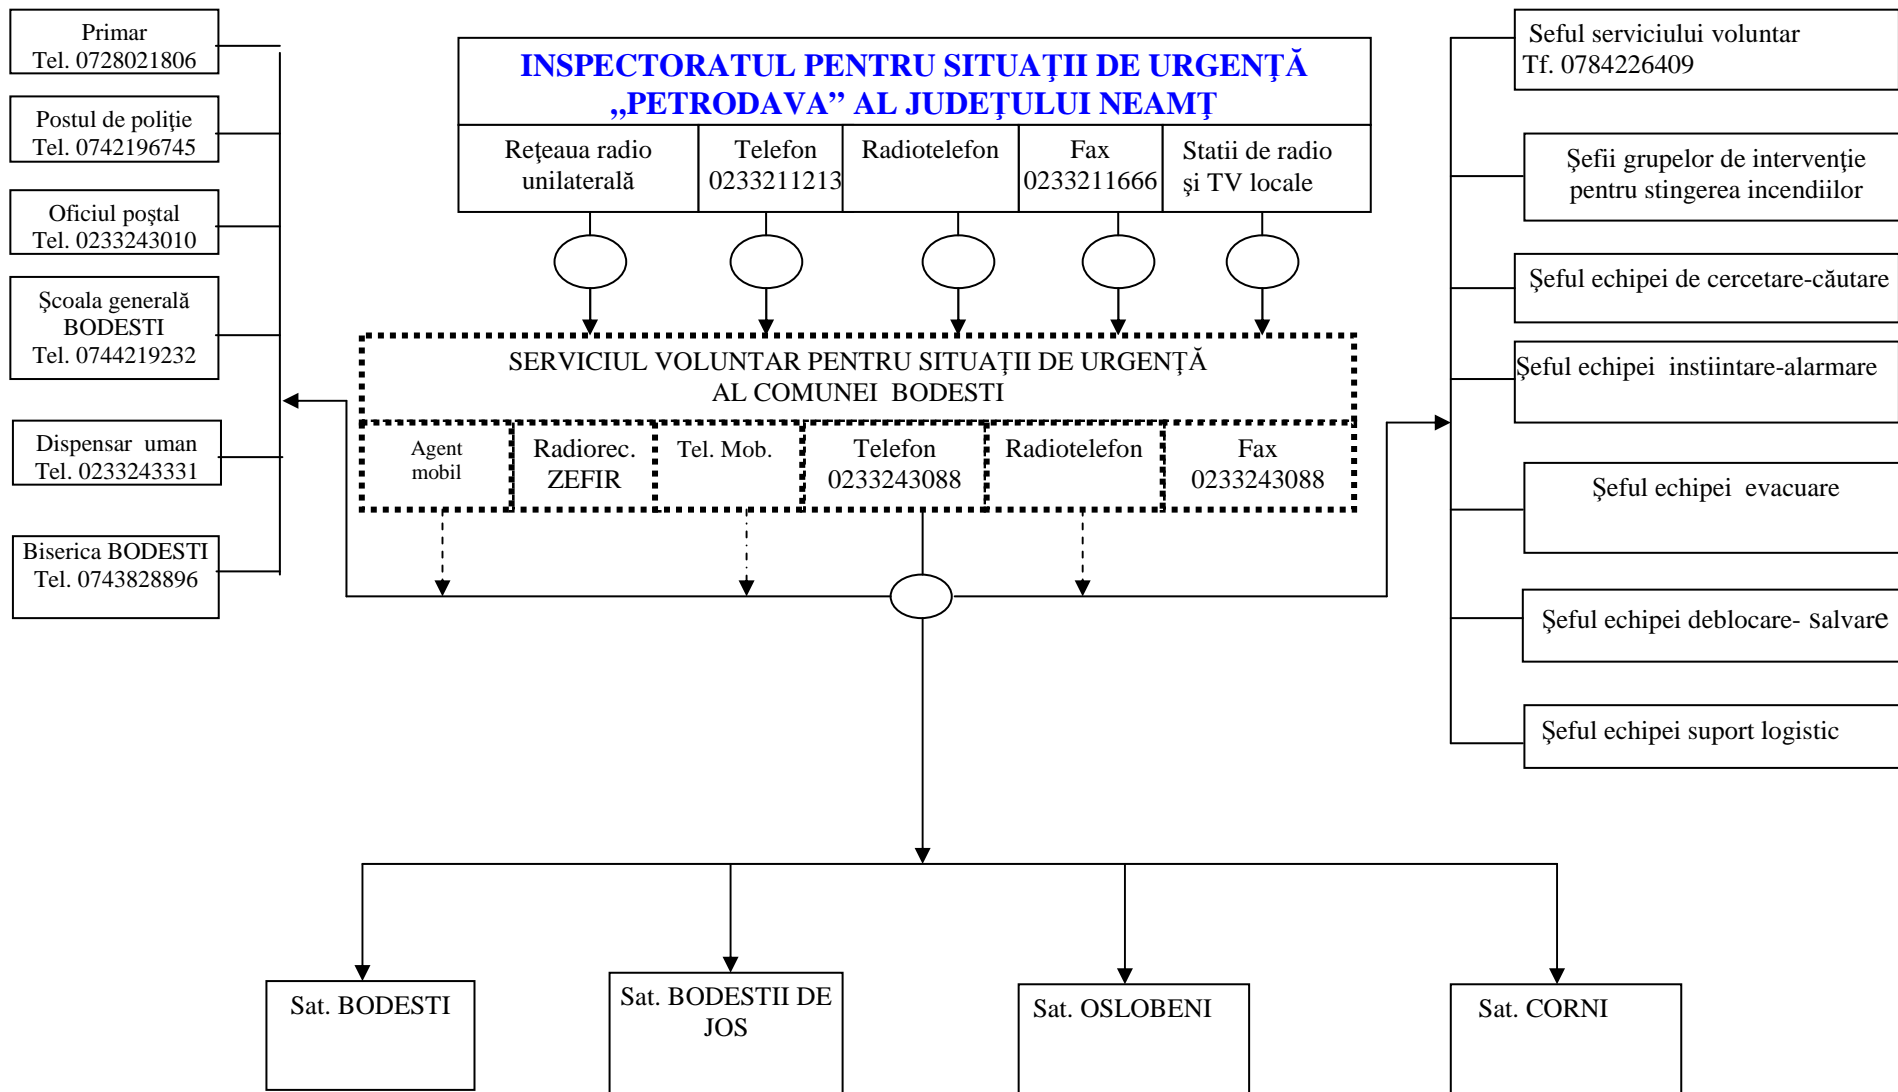 Primar
Tel. 0728021806
Postul de poliţie
Tel. 0742196745
Oficiul poştal
Tel. 0233243010
Şcoala generală
BODESTI
Tel. 0744219232
Dispensar uman
Tel. 0233243331
Biserica BODESTI
Tel. 0743828896
INSPECTORATUL PENTRU SITUAŢII DE URGENŢĂ
„PETRODAVA” AL JUDEŢULUI NEAMŢ
Reţeaua radio
unilaterală
Telefon
0233211213
Radiotelefon
Fax
0233211666
Statii de radio
şi TV locale
SERVICIUL VOLUNTAR PENTRU SITUAŢII DE URGENŢĂ
AL COMUNEI BODESTI
Agent
mobil
Radiorec.
ZEFIR
Tel. Mob.
Telefon
0233243088
Radiotelefon
Fax
0233243088
Seful serviciului voluntar
Tf. 0784226409
Şefii grupelor de intervenţie
pentru stingerea incendiilor
Şeful echipei de cercetare-căutare
Şeful echipei instiintare-alarmare
Şeful echipei evacuare
Şeful echipei deblocare- salvare
Şeful echipei suport logistic
Sat. BODESTI
Sat. BODESTII DE
JOS
Sat. OSLOBENI
Sat. CORNI